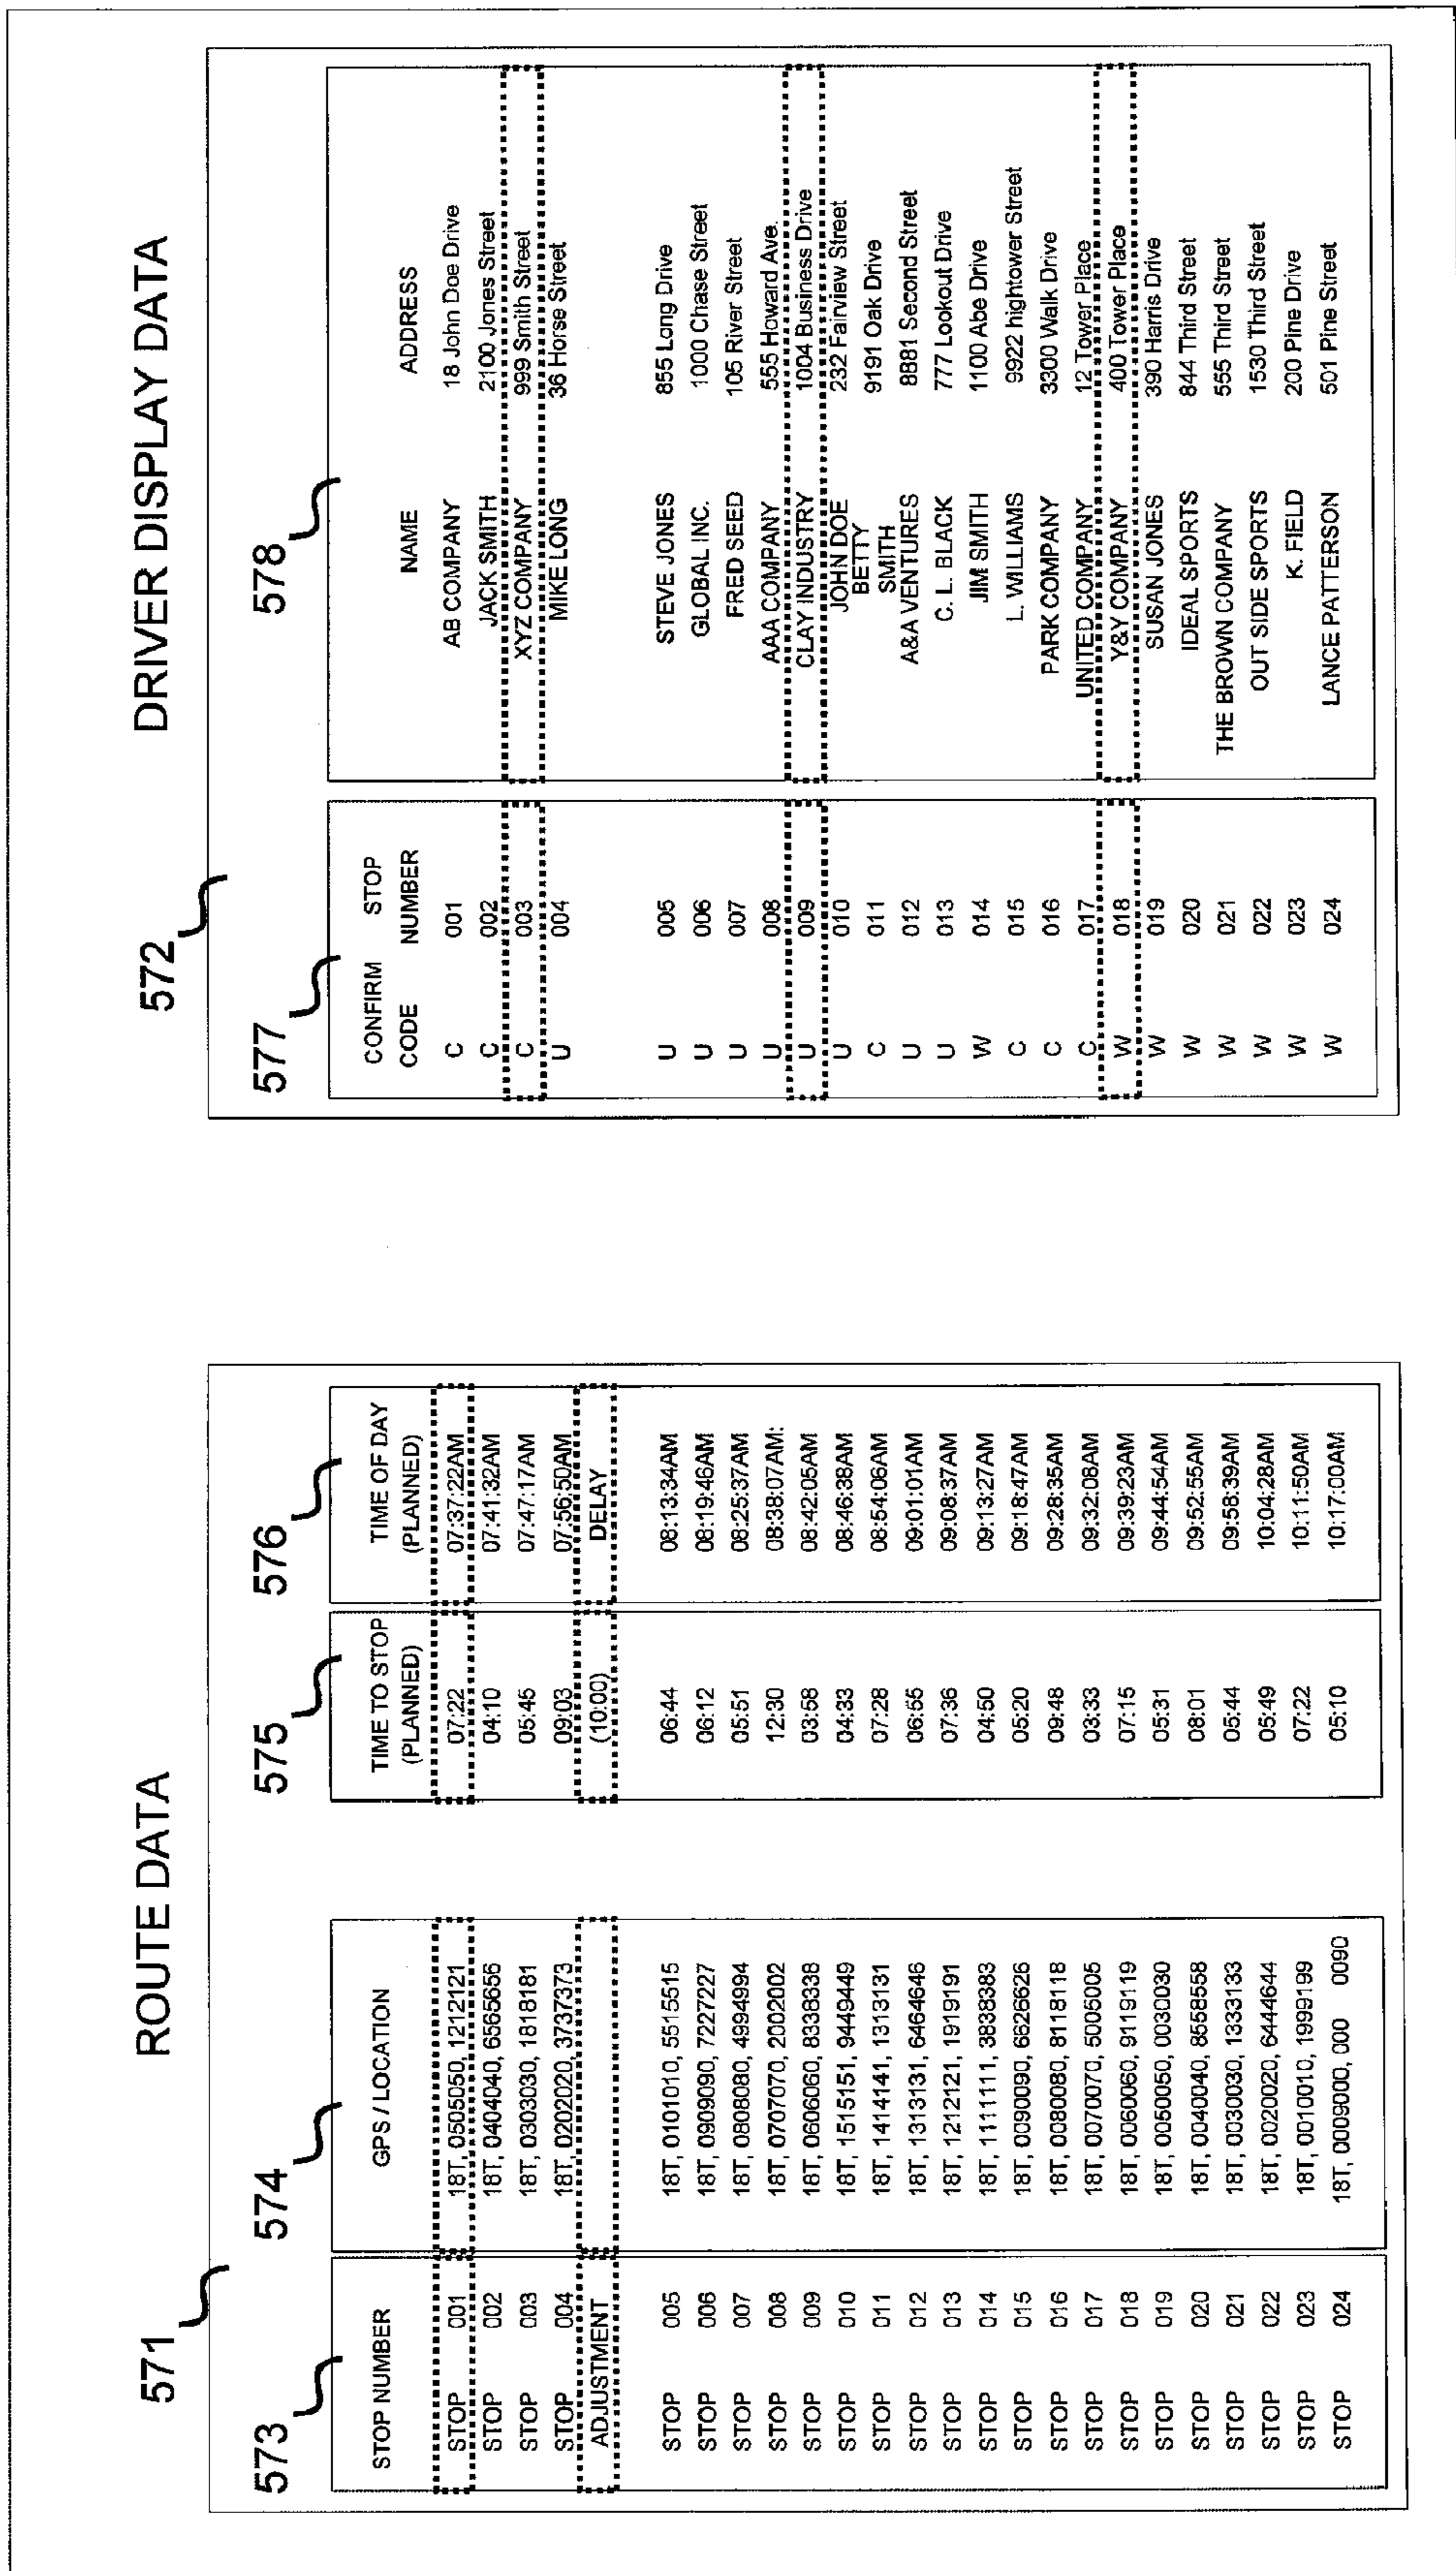 ROUTE DATA
571
573
574
575
576
STOP NUMBER
GPS / LOCATION
TIME TO STOP (PLANNED)
TIME OF DAY (PLANNED)
STOP 001 18T, 0505050, 1212121 07:22 07:37:22AM
STOP 002 18T, 0404040, 6565656 04:10 07:41:32AM
STOP 003 18T, 0303030, 1818181 05:45 07:47:17AM
STOP 004 18T, 0202020, 3737373 09:03 07:56:50AM
ADJUSTMENT (10:00) DELAY
STOP 005 18T, 0101010, 5515515 06:44 08:13:34AM
STOP 006 18T, 0909090, 7227227 06:12 08:19:46AM
STOP 007 18T, 0808080, 4994994 05:51 08:25:37AM
STOP 008 18T, 0707070, 2002002 12:30 08:38:07AM:
STOP 009 18T, 0606060, 8338338 03:58 08:42:05AM
STOP 010 18T, 1515151, 9449449 04:33 08:46:38AM
STOP 011 18T, 1414141, 1313131 07:28 08:54:06AM
STOP 012 18T, 1313131, 6464646 06:55 09:01:01AM
STOP 013 18T, 1212121, 1919191 07:36 09:08:37AM
STOP 014 18T, 1111111, 3838383 04:50 09:13:27AM
STOP 015 18T, 0090090, 6626626 05:20 09:18:47AM
STOP 016 18T, 0080080, 8118118 09:48 09:28:35AM
STOP 017 18T, 0070070, 5005005 03:33 09:32:08AM
STOP 018 18T, 0060060, 9119119 07:15 09:39:23AM
STOP 019 18T, 0050050, 0030030 05:31 09:44:54AM
STOP 020 18T, 0040040, 8558558 08:01 09:52:55AM
STOP 021 18T, 0030030, 1333133 05:44 09:58:39AM
STOP 022 18T, 0020020, 6444644 05:49 10:04:28AM
STOP 023 18T, 0010010, 1999199 07:22 10:11:50AM
STOP 024 18T, 0009000, 000 0090 05:10 10:17:00AM
DRIVER DISPLAY DATA
572
577
578
CONFIRM CODE
STOP NUMBER
NAME
ADDRESS
C 001 AB COMPANY 18 John Doe Drive
C 002 JACK SMITH 2100 Jones Street
C 003 XYZ COMPANY 999 Smith Street
U 004 MIKE LONG 36 Horse Street
U 005 STEVE JONES 855 Long Drive
U 006 GLOBAL INC. 1000 Chase Street
U 007 FRED SEED 105 River Street
U 008 AAA COMPANY 555 Howard Ave.
U 009 CLAY INDUSTRY 1004 Business Drive
U 010 JOHN DOE 232 Fairview Street
C 011 BETTY SMITH 9191 Oak Drive
U 012 A&A VENTURES 8881 Second Street
U 013 C. L. BLACK 777 Lookout Drive
W 014 JIM SMITH 1100 Abe Drive
C 015 L. WILLIAMS 9922 hightower Street
C 016 PARK COMPANY 3300 Walk Drive
C 017 UNITED COMPANY 12 Tower Place
W 018 Y&Y COMPANY 400 Tower Place
W 019 SUSAN JONES 390 Harris Drive
W 020 IDEAL SPORTS 844 Third Street
W 021 THE BROWN COMPANY 555 Third Street
W 022 OUT SIDE SPORTS 1530 Third Street
W 023 K. FIELD 200 Pine Drive
W 024 LANCE PATTERSON 501 Pine Street